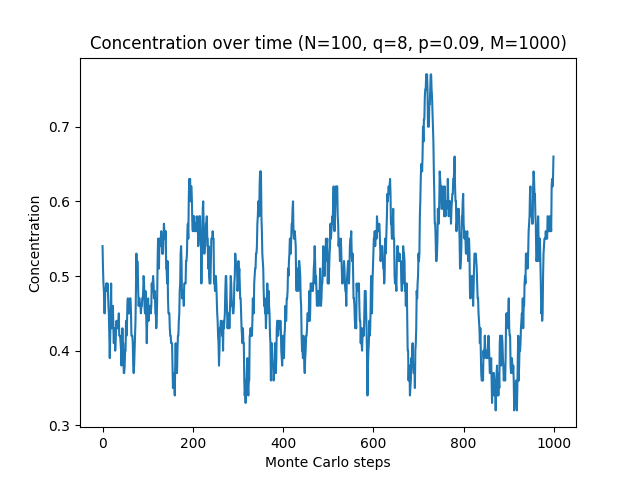 Concentration over time (N=100, q=8, p=0.09, M=1000)
Concentration
0.7
0.6
0.5
0.4
0.3
0 200 400 600 800 1000
Monte Carlo steps